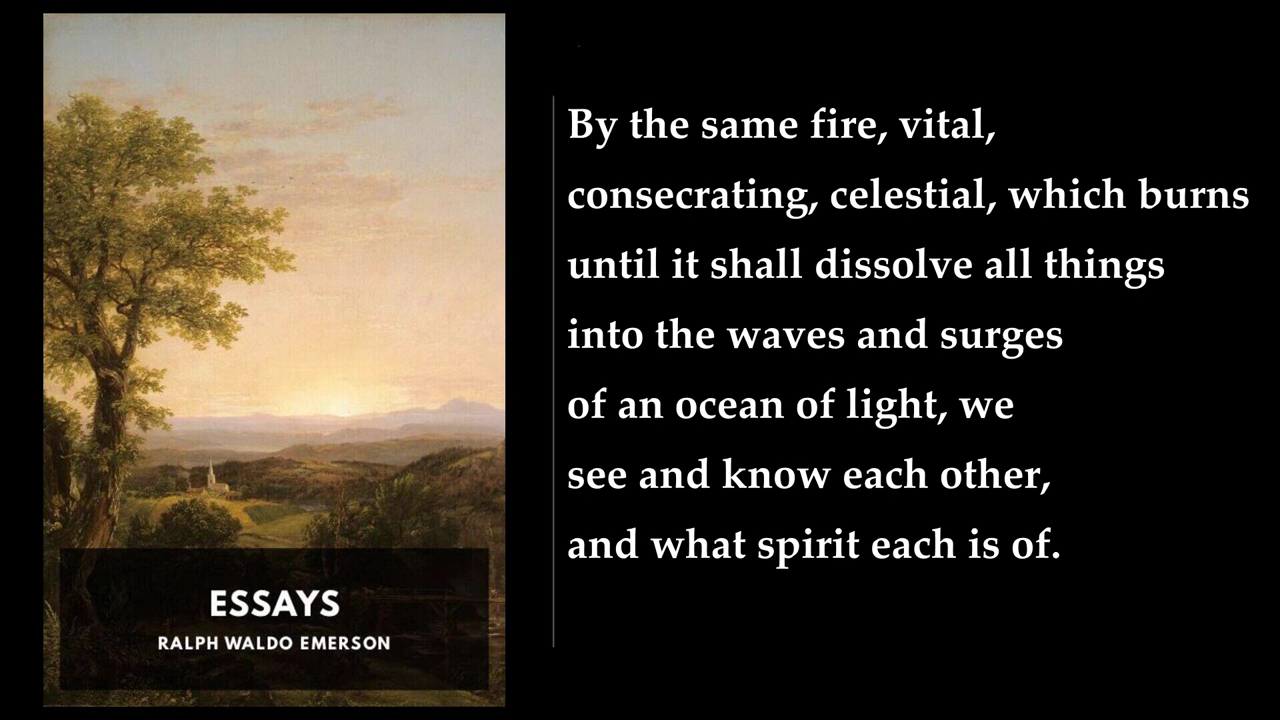 ESSAYS
RALPH WALDO EMERSON
By the same fire, vital,
consecrating, celestial, which burns
until it shall dissolve all things
into the waves and surges
of an ocean of light, we
see and know each other,
and what spirit each is of.